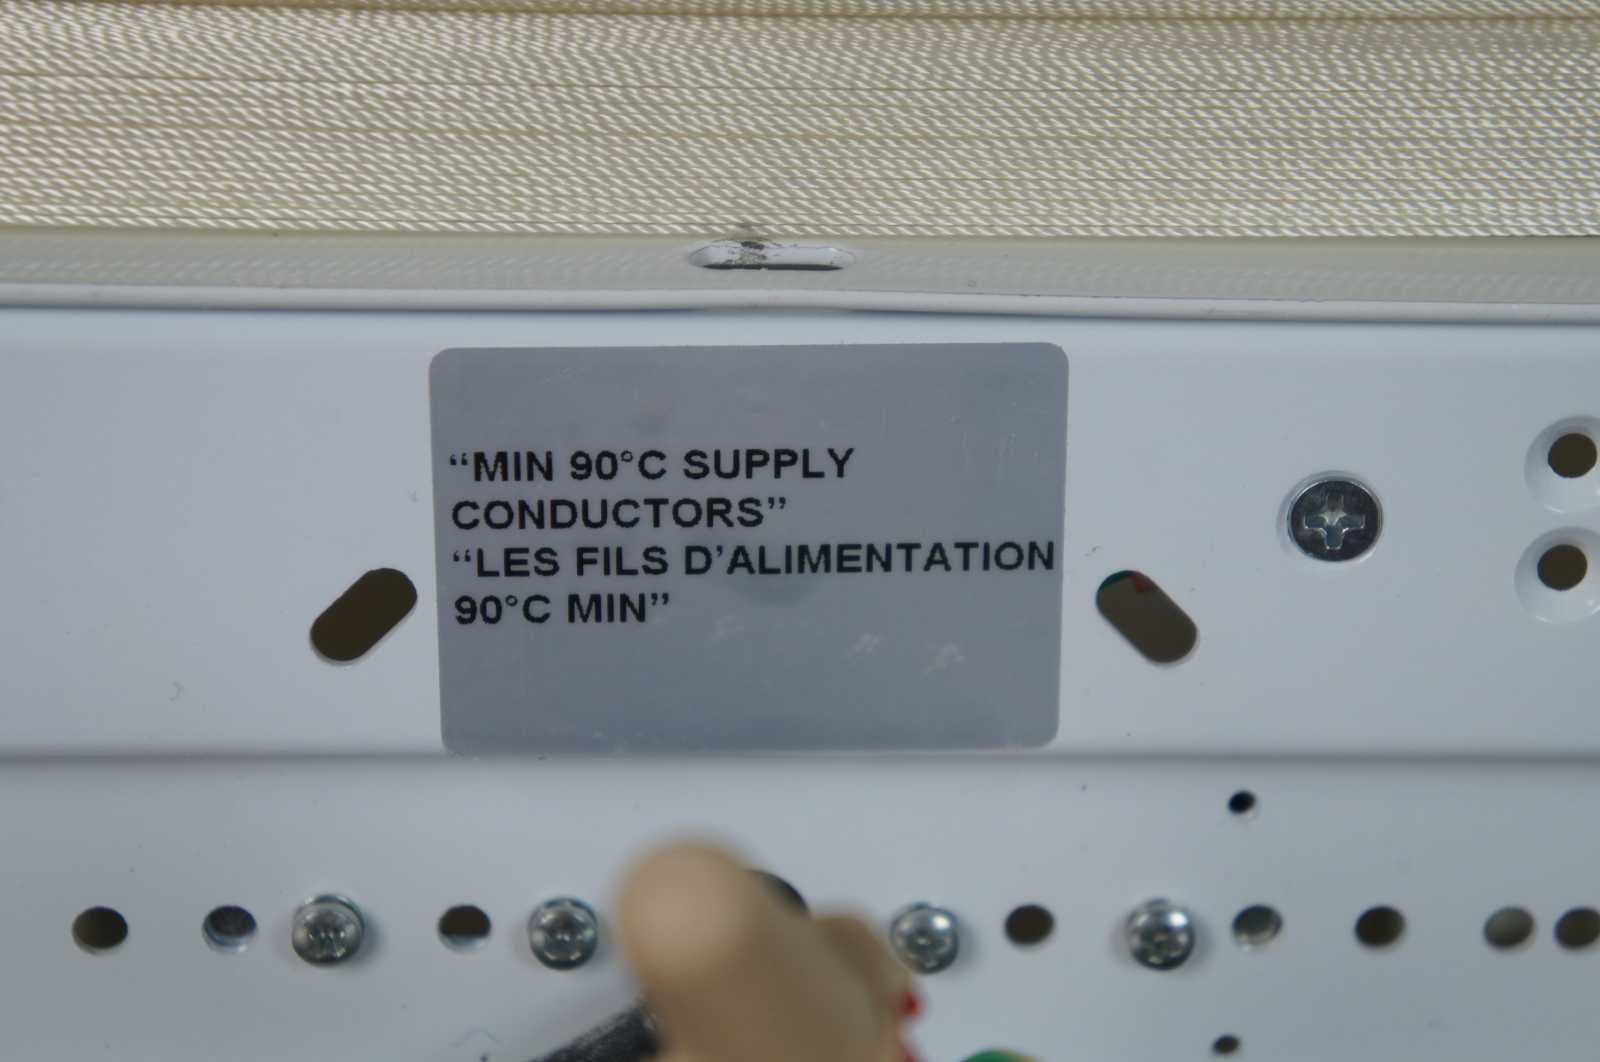 “MIN 90°C SUPPLY
CONDUCTORS”
“LES FILS D’ALIMENTATION
90°C MIN”